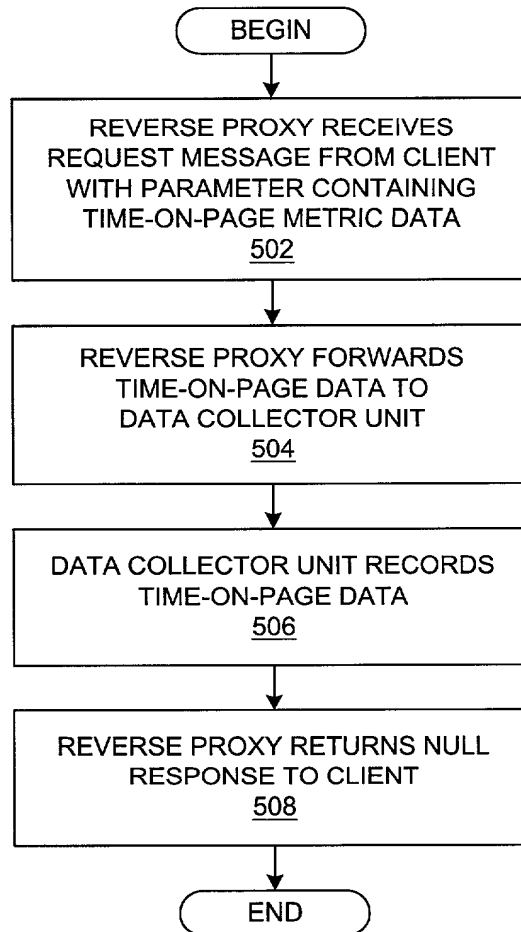 BEGIN
REVERSE PROXY RECEIVES
REQUEST MESSAGE FROM CLIENT
WITH PARAMETER CONTAINING
TIME-ON-PAGE METRIC DATA
502
REVERSE PROXY FORWARDS
TIME-ON-PAGE DATA TO
DATA COLLECTOR UNIT
504
DATA COLLECTOR UNIT RECORDS
TIME-ON-PAGE DATA
506
REVERSE PROXY RETURNS NULL
RESPONSE TO CLIENT
508
END